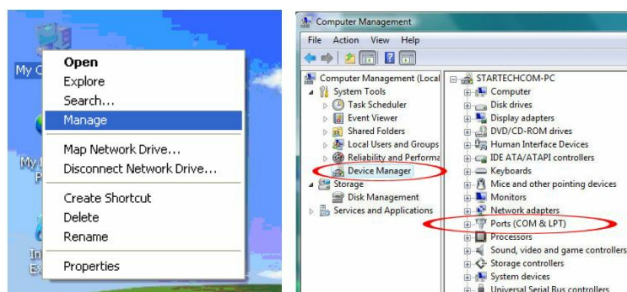 My C
Open
Explore
Search...
Manage
Map Network Drive...
Disconnect Network Drive...
Create Shortcut
Delete
Rename
Properties
Computer Management
File Action View Help
Computer Management (Local
System Tools
Task Scheduler
Event Viewer
Shared Folders
Local Users and Groups
Reliability and Performa
Device Manager
Storage
Disk Management
Services and Applications
STARTECHCOM-PC
Computer
Disk drives
Display adapters
DVD/CD-ROM drives
Human Interface Devices
IDE ATA/ATAPI controllers
Keyboards
Mice and other pointing devices
Monitors
Network adapters
Ports (COM & LPT)
Processors
Sound, video and game controllers
Storage controllers
System devices
Universal Serial Bus controllers